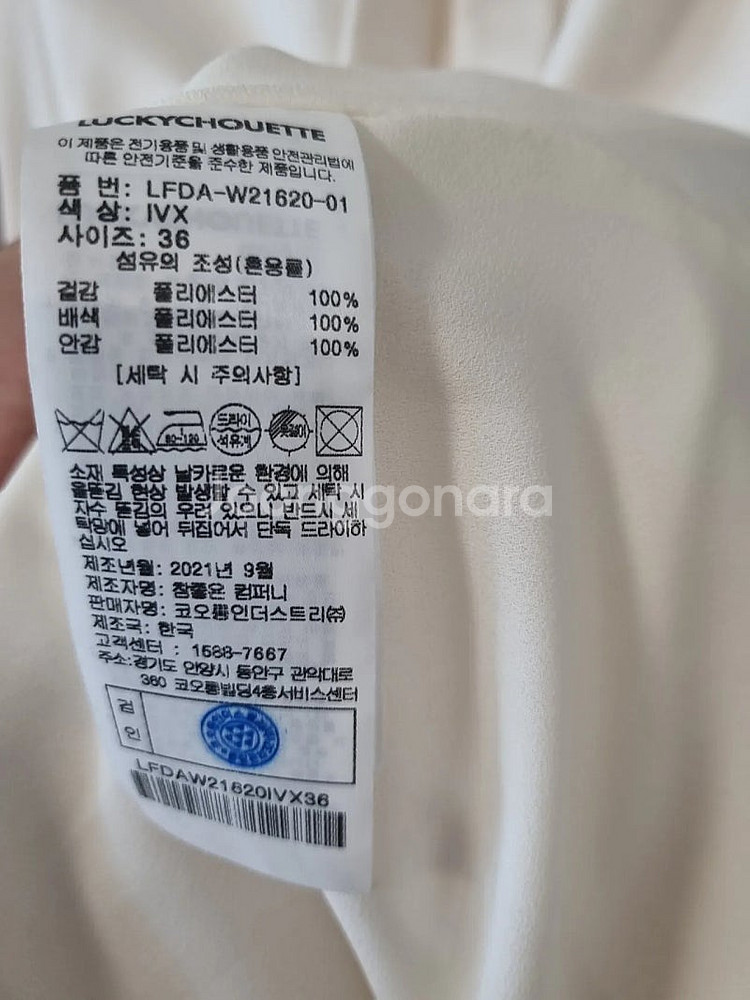 LUCKYCHOUETTE
이 제품은 전기용품 및 생활용품 안전관리법에
따른 안전기준을 준수한 제품입니다.
품 번: LFDA-W21620-01
색 상: IVX
사이즈: 36
섬유의 조성(혼용률)
겉감 폴리에스터 100%
배색 폴리에스터 100%
안감 폴리에스터 100%
[세탁 시 주의사항]
80~120
드라이
석유계
소재 특성상 날카로운 환경에 의해
올뜯김 현상 발생할 수 있고 세탁 시
자수 뜯김의 우려 있으니 반드시 세
탁망에 넣어 뒤집어서 단독 드라이하
십시오
제조년월: 2021년 9월
제조자명: 참좋은 컴퍼니
판매자명: 코오롱인더스트리㈜
제조국: 한국
고객센터 : 1588-7667
주소:경기도 안양시 동안구 관악대로
360 코오롱빌딩4층서비스센터
검
인
LFDAW21620IVX36